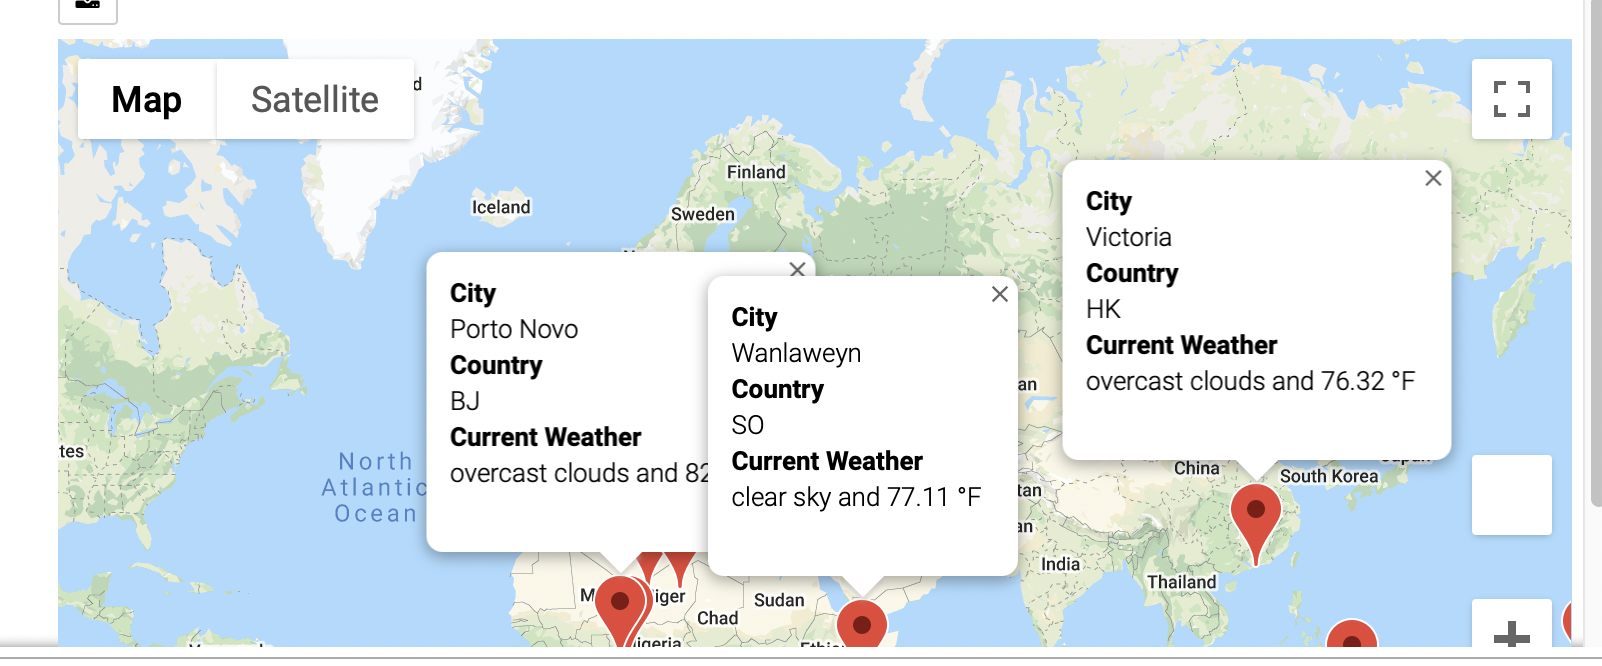 Map
Satellite
Finland
Iceland
Sweden
City
Porto Novo
Country
BJ
Current Weather
overcast clouds and 82
City
Wanlaweyn
Country
SO
Current Weather
clear sky and 77.11 °F
City
Victoria
Country
HK
Current Weather
overcast clouds and 76.32 °F
tes
North
Atlantic
Ocean
an
China
South Korea
tan
an
India
Thailand
M
iger
Chad
Sudan
igeria